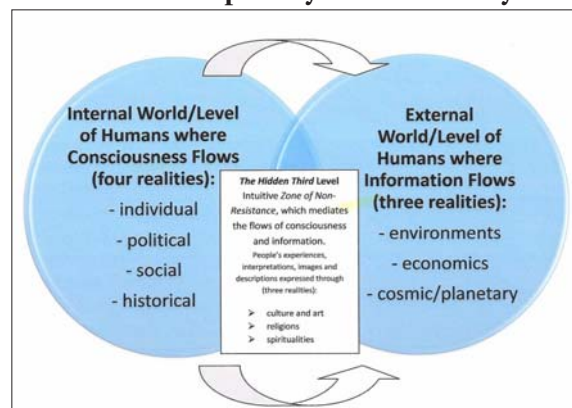 Internal World/Level
of Humans where
Consciousness Flows
(four realities):
- individual
- political
- social
- historical
The Hidden Third Level
Intuitive Zone of Non-
Resistance, which mediates
the flows of consciousness
and information.
People's experiences,
interpretations, images and
descriptions expressed through
(three realities):
➢ culture and art
➢ religions
➢ spiritualities
External
World/Level of
Humans where
Information Flows
(three realities):
- environments
- economics
- cosmic/planetary